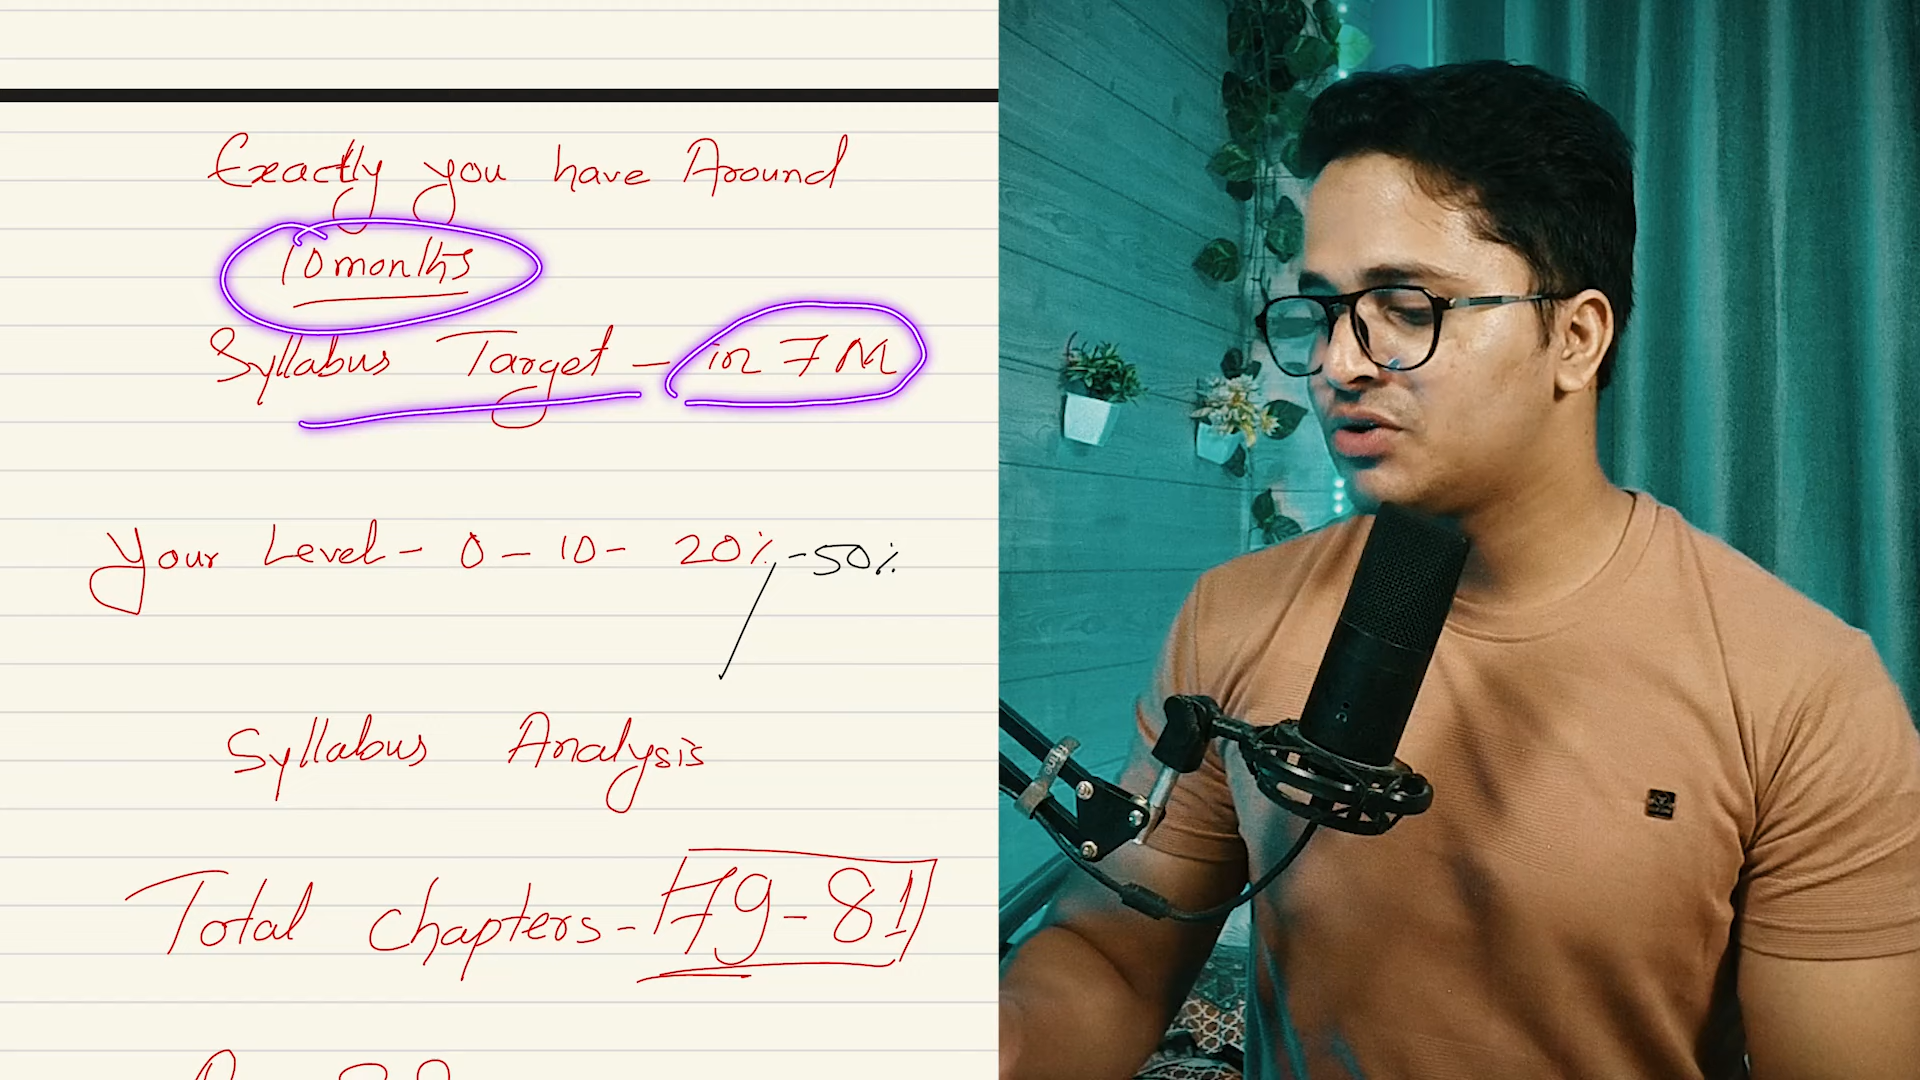 Exactly you have Around
10 months
Syllabus Target - in 7 M
Your Level - 0 - 10 - 20% - 50%
Syllabus Analysis
Total chapters - 79 - 81